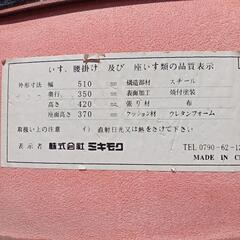 いす、腰掛け 及び 座いす類の品質表示
外形寸法 幅 510 ㎜ 構造部材 スチール
奥行 350 ㎜ 表面加工 焼付塗装
高さ 420 ㎜ 張り材 布
座面高さ 370 ㎜ クッション材 ウレタンフォーム
取扱い上の注意 イ) 直射日光又は熱をさけて下さい
表示者 株式会社ミキモク TEL 0790-62-12
MADE IN C